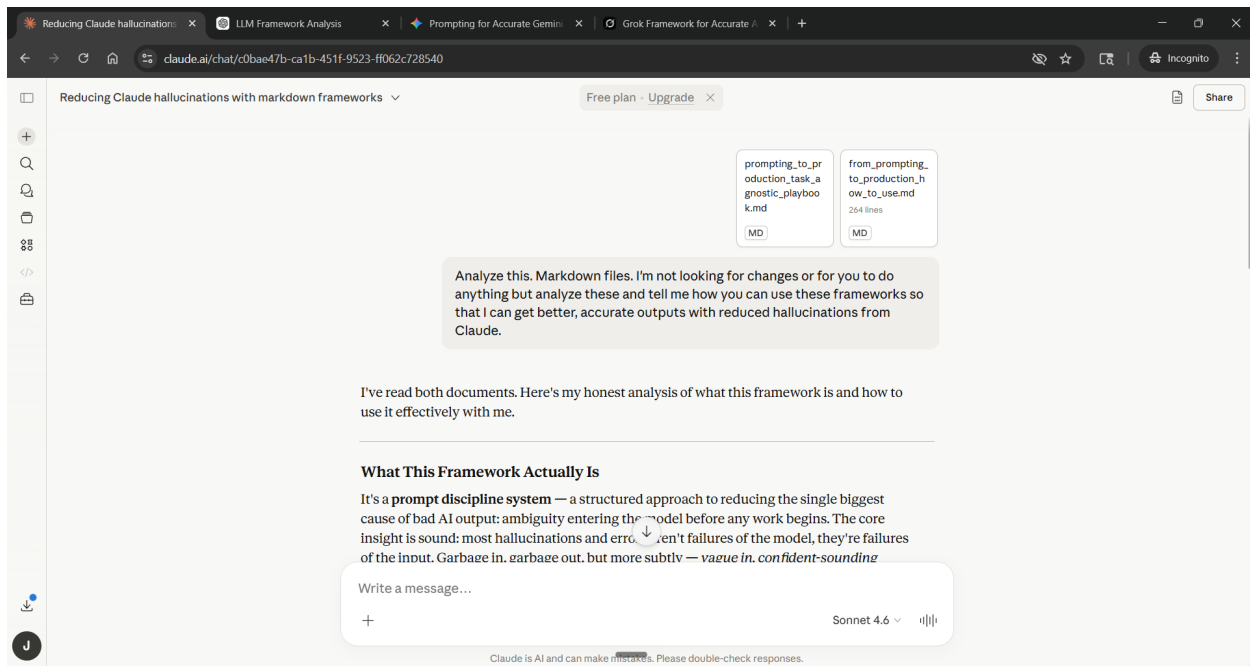 Reducing Claude hallucinations
LLM Framework Analysis
Prompting for Accurate Gemini
Grok Framework for Accurate A
claude.ai/chat/c0bae47b-ca1b-451f-9523-ff062c728540
Incognito
Reducing Claude hallucinations with markdown frameworks
Free plan · Upgrade
Share
prompting_to_pr
oduction_task_a
gnostic_playboo
k.md
MD
from_prompting_
to_production_h
ow_to_use.md
264 lines
MD
Analyze this. Markdown files. I'm not looking for changes or for you to do
anything but analyze these and tell me how you can use these frameworks so
that I can get better, accurate outputs with reduced hallucinations from
Claude.
I've read both documents. Here's my honest analysis of what this framework is and how to
use it effectively with me.
What This Framework Actually Is
It's a prompt discipline system — a structured approach to reducing the single biggest
cause of bad AI output: ambiguity entering the model before any work begins. The core
insight is sound: most hallucinations and erro n't failures of the model, they're failures
of the input. Garbage in, garbage out, but more subtly — vague in, confident-sounding
Write a message...
Sonnet 4.6
J
Claude is AI and can make mistakes. Please double-check responses.